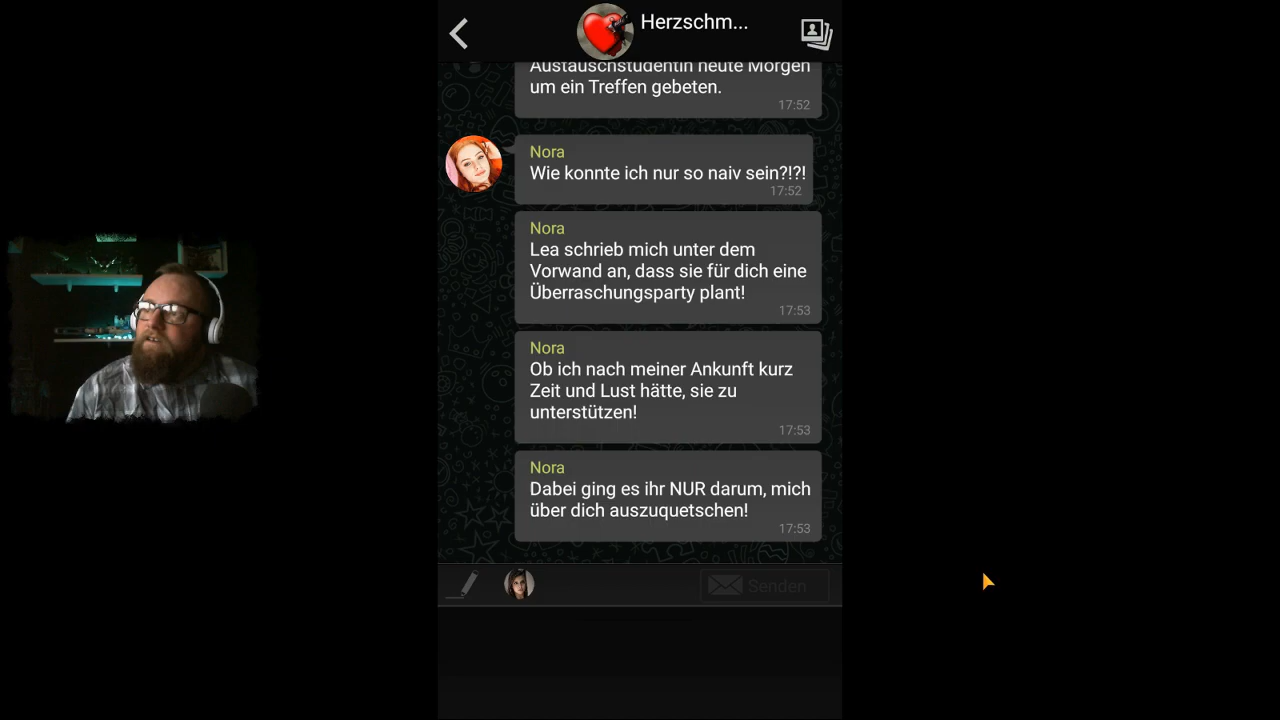 Herzschm...
Austauschstudentin heute Morgen
um ein Treffen gebeten.
17:52
Nora
Wie konnte ich nur so naiv sein?!?!
17:52
Nora
Lea schrieb mich unter dem
Vorwand an, dass sie für dich eine
Überraschungsparty plant!
17:53
Nora
Ob ich nach meiner Ankunft kurz
Zeit und Lust hätte, sie zu
unterstützen!
17:53
Nora
Dabei ging es ihr NUR darum, mich
über dich auszuquetschen!
17:53
Senden